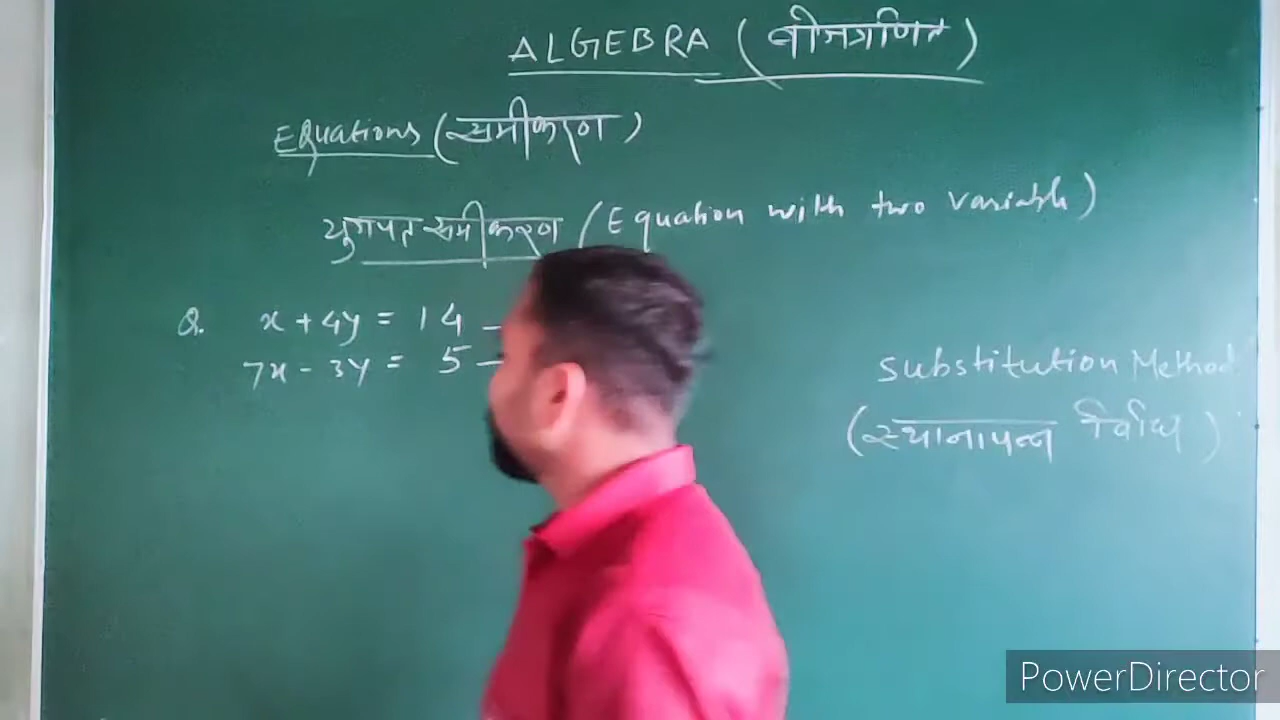 ALGEBRA (बीजगणित)
Equations (समीकरण)
युगपत समीकरण (Equation with two variable)
Q. x + 4y = 14 –
7x - 3y = 5 –
Substitution Method
(स्थानापन्न विधि)
PowerDirector